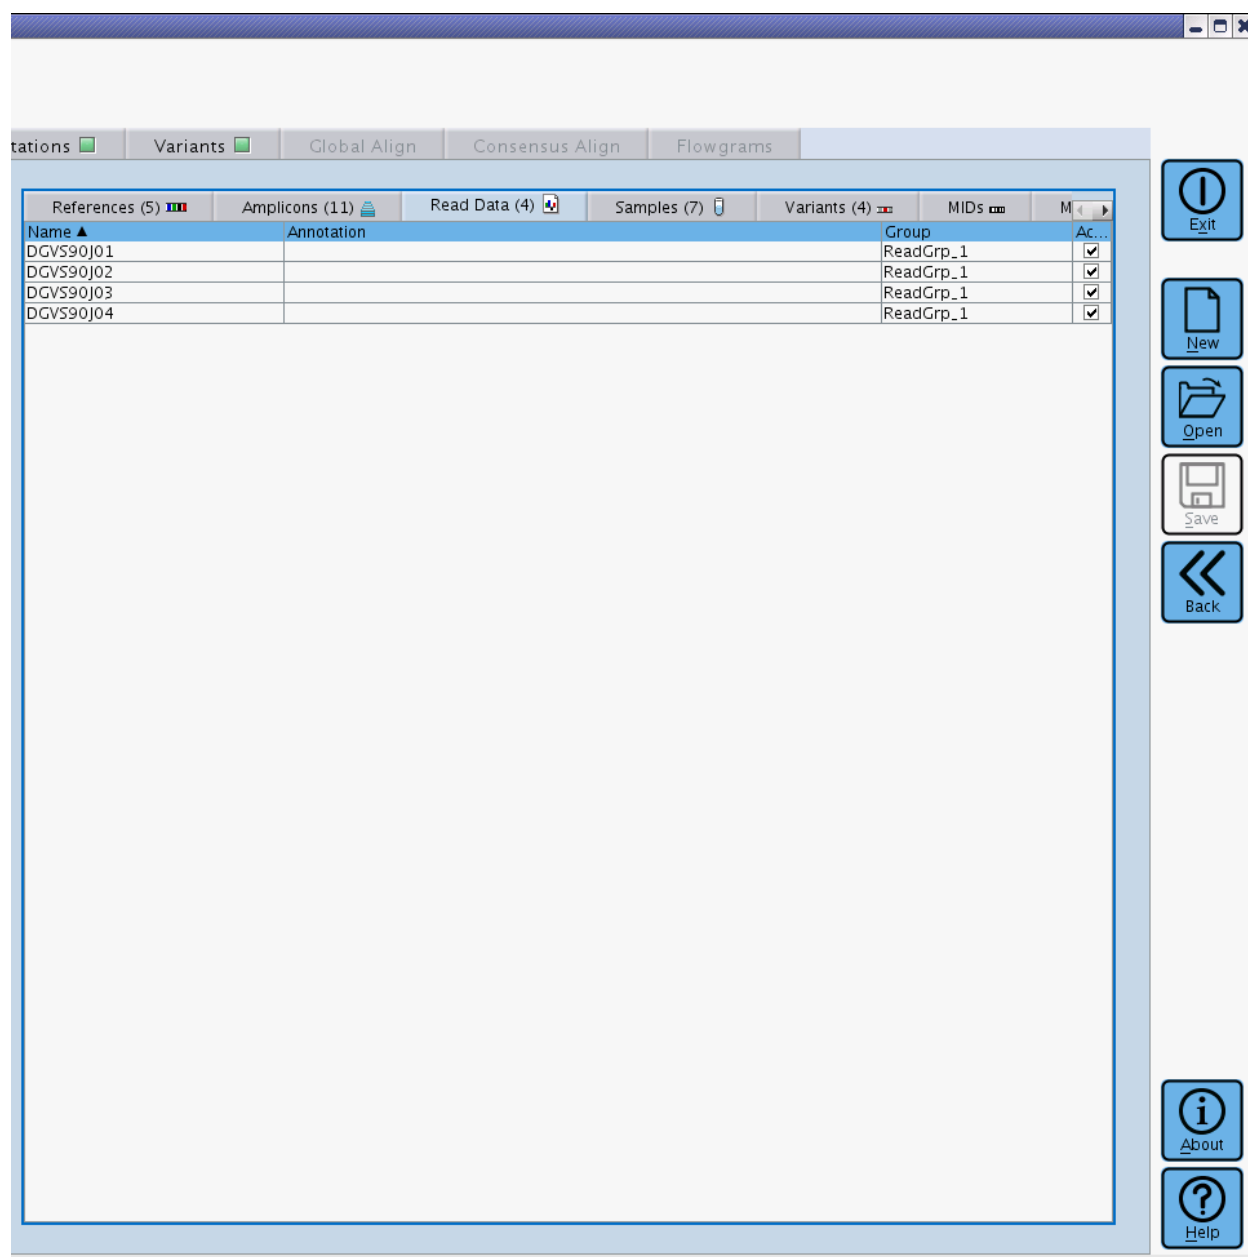 tations Variants Global Align Consensus Align Flowgrams
References (5) Amplicons (11) Read Data (4) Samples (7) Variants (4) MIDs M
Name Annotation Group Ac...
DGVS90J01 ReadGrp_1
DGVS90J02 ReadGrp_1
DGVS90J03 ReadGrp_1
DGVS90J04 ReadGrp_1
Exit
New
Open
Save
Back
About
Help